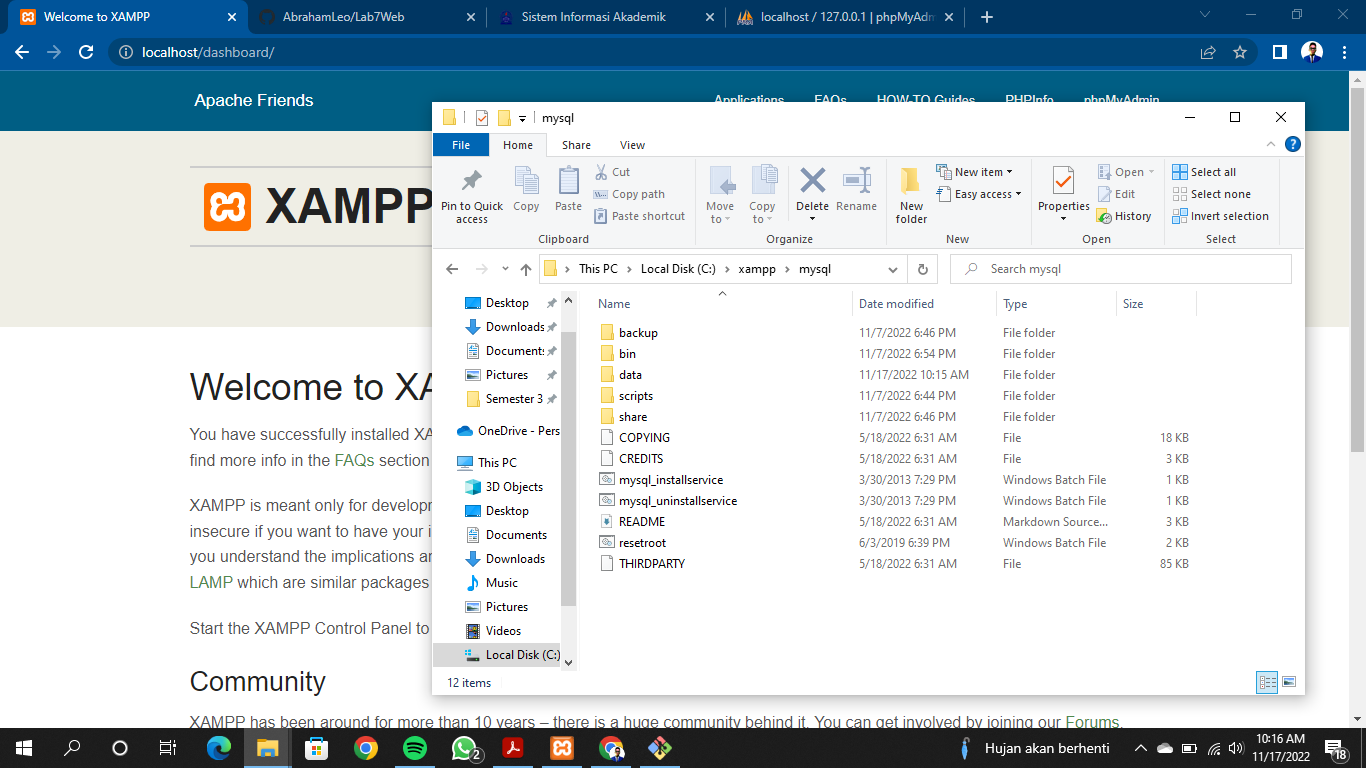 Welcome to XAMPP
AbrahamLeo/Lab7Web
Sistem Informasi Akademik
localhost / 127.0.0.1 | phpMyAdm
localhost/dashboard/
Apache Friends
Applications FAQs HOW-TO Guides PHPInfo phpMyAdmin
mysql
File Home Share View
Pin to Quick access
Copy
Paste
Cut
Copy path
Paste shortcut
Clipboard
Move to
Copy to
Delete
Rename
Organize
New folder
New item
Easy access
New
Properties
Open
Edit
History
Open
Select all
Select none
Invert selection
Select
This PC > Local Disk (C:) > xampp > mysql
Search mysql
Desktop
Downloads
Documents
Pictures
Semester 3
OneDrive - Pers
This PC
3D Objects
Desktop
Documents
Downloads
Music
Pictures
Videos
Local Disk (C:)
Name Date modified Type Size
backup 11/7/2022 6:46 PM File folder
bin 11/7/2022 6:54 PM File folder
data 11/17/2022 10:15 AM File folder
scripts 11/7/2022 6:44 PM File folder
share 11/7/2022 6:46 PM File folder
COPYING 5/18/2022 6:31 AM File 18 KB
CREDITS 5/18/2022 6:31 AM File 3 KB
mysql_installservice 3/30/2013 7:29 PM Windows Batch File 1 KB
mysql_uninstallservice 3/30/2013 7:29 PM Windows Batch File 1 KB
README 5/18/2022 6:31 AM Markdown Source... 3 KB
resetroot 6/3/2019 6:39 PM Windows Batch File 2 KB
THIRDPARTY 5/18/2022 6:31 AM File 85 KB
12 items
XAMPP
Welcome to XA
You have successfully installed XA
find more info in the FAQs section
XAMPP is meant only for develop
insecure if you want to have your i
you understand the implications a
LAMP which are similar packages
Start the XAMPP Control Panel to
Community
XAMPP has been around for more than 10 years – there is a huge community behind it. You can get involved by joining our Forums,
2
Hujan akan berhenti
10:16 AM
11/17/2022
18